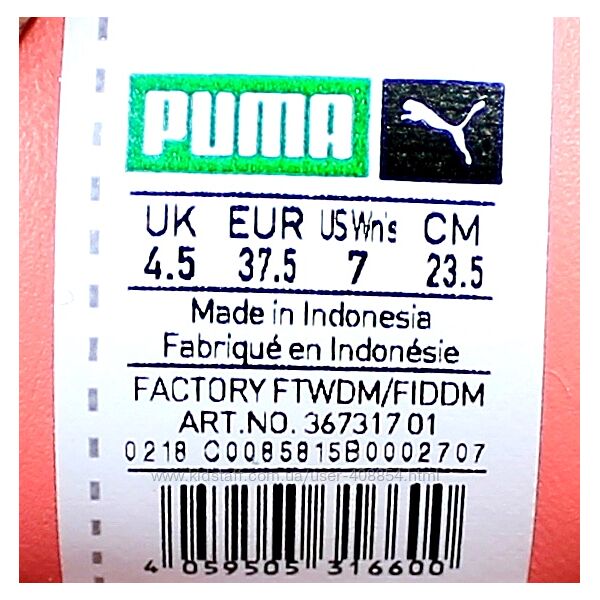 PUMA
UK EUR US Wn's CM
4.5 37.5 7 23.5
Made in Indonesia
Fabriqué en Indonésie
FACTORY FTWDM/FIDDM
ART.NO. 367317 01
0218 C0085815B0002707
www.kidstaff.com.ua/user-408854.html
4 059505 316600